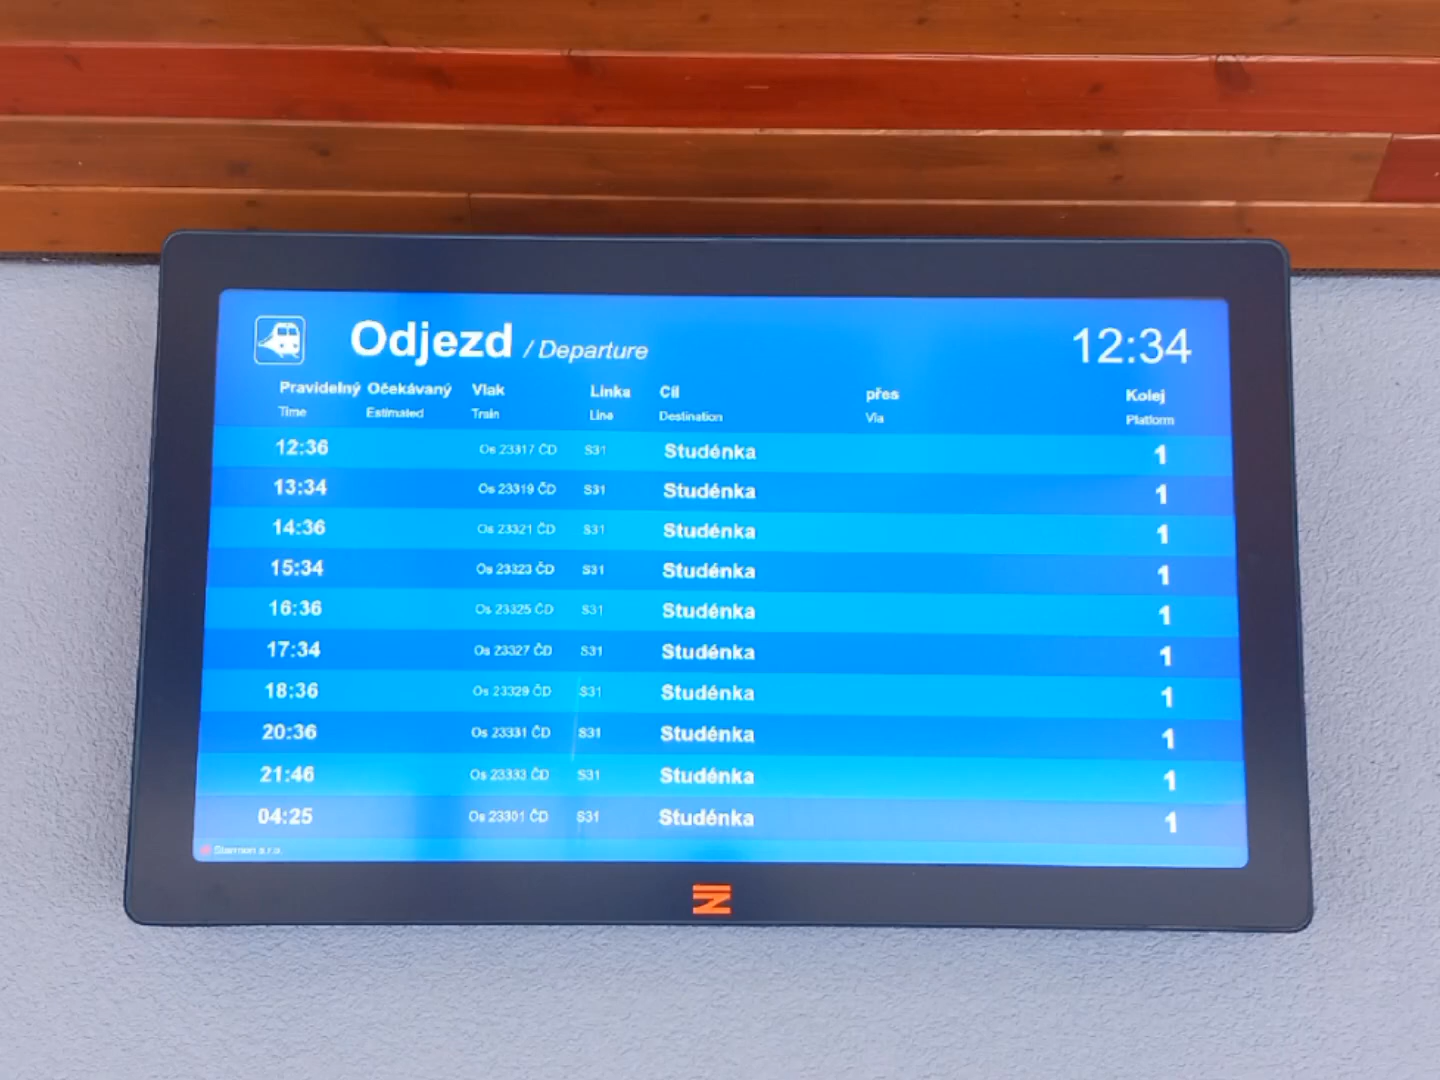 Odjezd / Departure 12:34
Pravidelný Očekávaný Vlak Linka Cíl přes Kolej
Time Estimated Train Line Destination Via Platform
12:36 Os 23317 ČD S31 Studénka 1
13:34 Os 23319 ČD S31 Studénka 1
14:36 Os 23321 ČD S31 Studénka 1
15:34 Os 23323 ČD S31 Studénka 1
16:36 Os 23325 ČD S31 Studénka 1
17:34 Os 23327 ČD S31 Studénka 1
18:36 Os 23329 ČD S31 Studénka 1
20:36 Os 23331 ČD S31 Studénka 1
21:46 Os 23333 ČD S31 Studénka 1
04:25 Os 23301 ČD S31 Studénka 1
Starmon s.r.o.